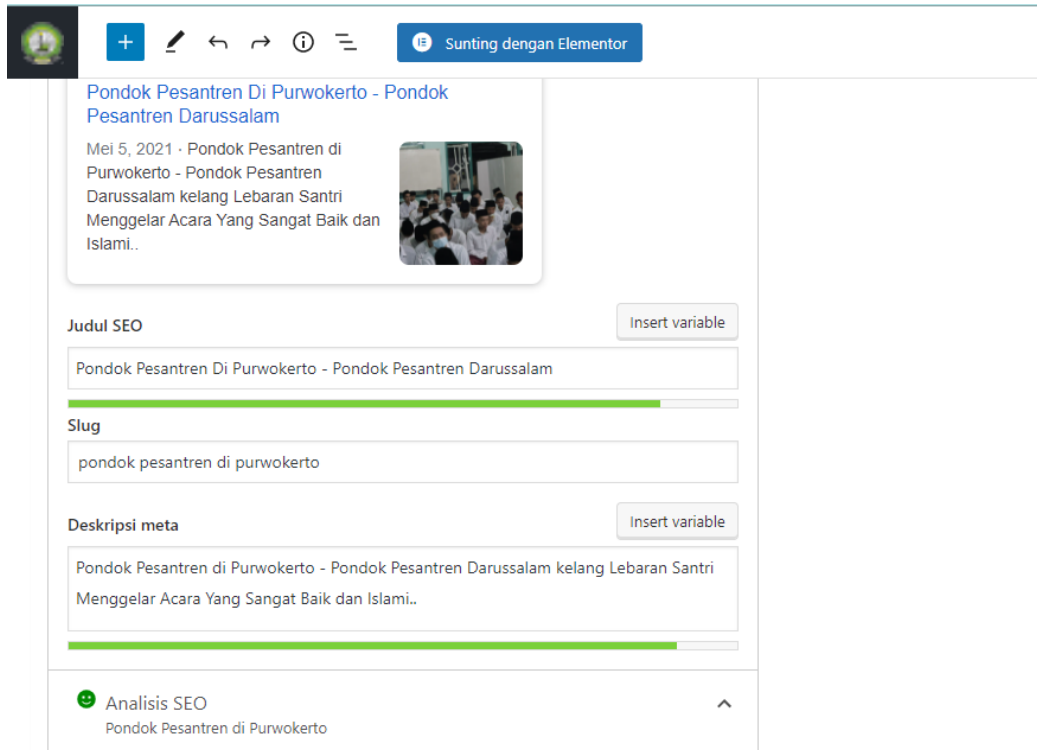 Sunting dengan Elementor
Pondok Pesantren Di Purwokerto - Pondok
Pesantren Darussalam
Mei 5, 2021 · Pondok Pesantren di
Purwokerto - Pondok Pesantren
Darussalam kelang Lebaran Santri
Menggelar Acara Yang Sangat Baik dan
Islami..
Judul SEO
Insert variable
Pondok Pesantren Di Purwokerto - Pondok Pesantren Darussalam
Slug
pondok pesantren di purwokerto
Deskripsi meta
Insert variable
Pondok Pesantren di Purwokerto - Pondok Pesantren Darussalam kelang Lebaran Santri
Menggelar Acara Yang Sangat Baik dan Islami..
Analisis SEO
Pondok Pesantren di Purwokerto